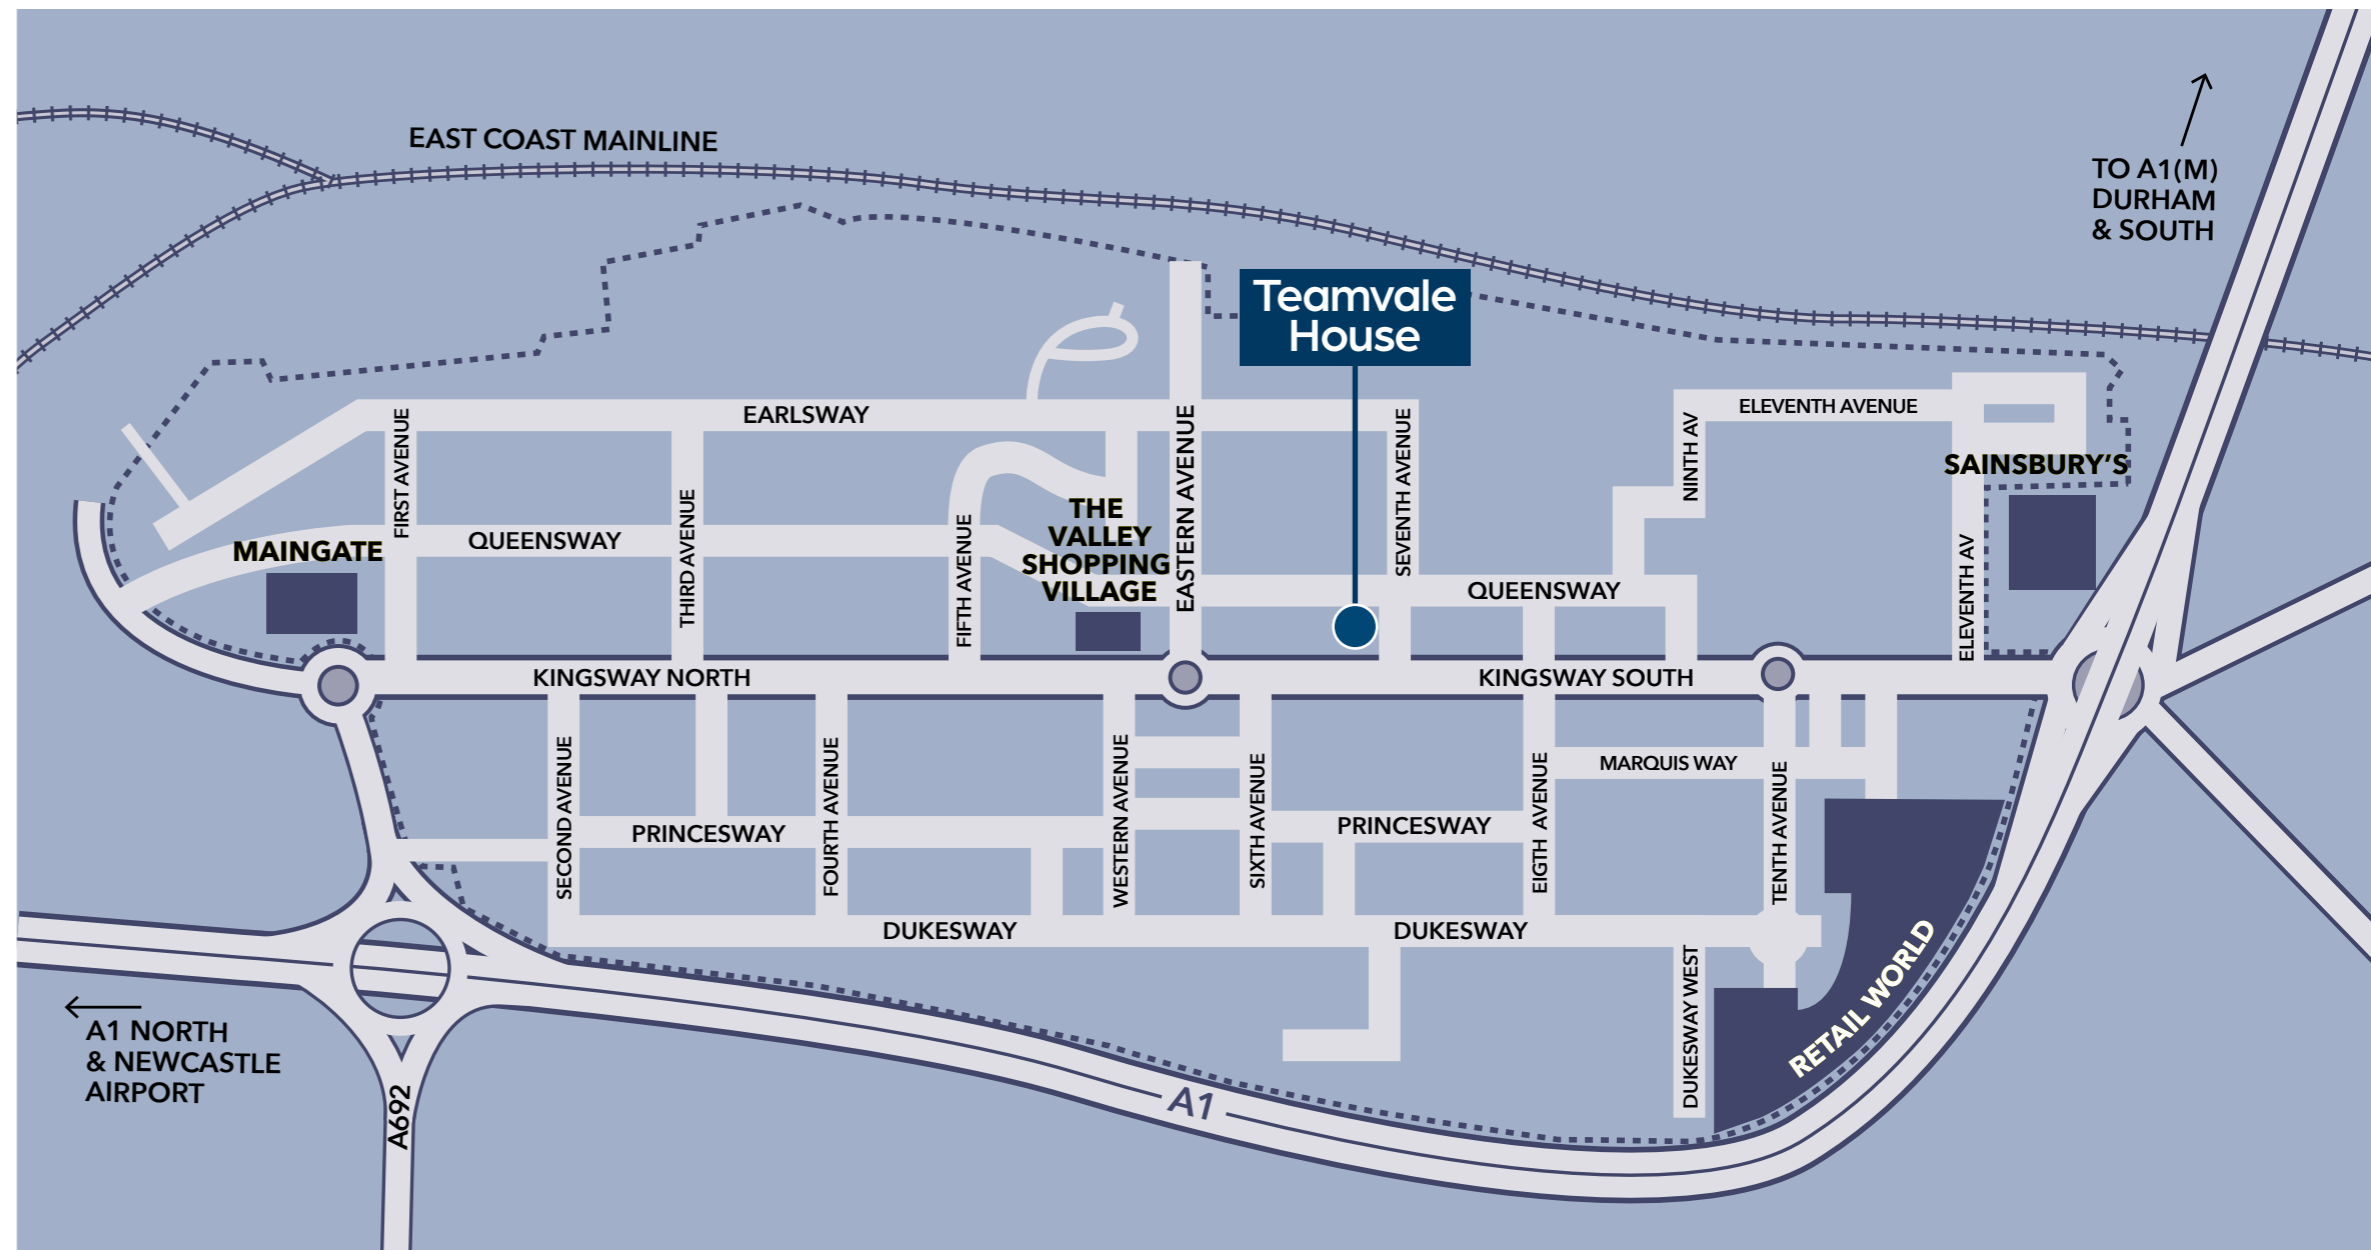 EAST COAST MAINLINE
TO A1(M)
DURHAM
& SOUTH
Teamvale
House
EARLSWAY
ELEVENTH AVENUE
FIRST AVENUE
EASTERN AVENUE
SEVENTH AVENUE
NINTH AV
SAINSBURY'S
THIRD AVENUE
FIFTH AVENUE
THE
VALLEY
SHOPPING
VILLAGE
MAINGATE
QUEENSWAY
QUEENSWAY
ELEVENTH AV
KINGSWAY NORTH
KINGSWAY SOUTH
SECOND AVENUE
FOURTH AVENUE
WESTERN AVENUE
SIXTH AVENUE
EIGTH AVENUE
MARQUIS WAY
TENTH AVENUE
PRINCESWAY
PRINCESWAY
DUKESWAY
DUKESWAY
DUKESWAY WEST
RETAIL WORLD
A1 NORTH
& NEWCASTLE
AIRPORT
A692
A1